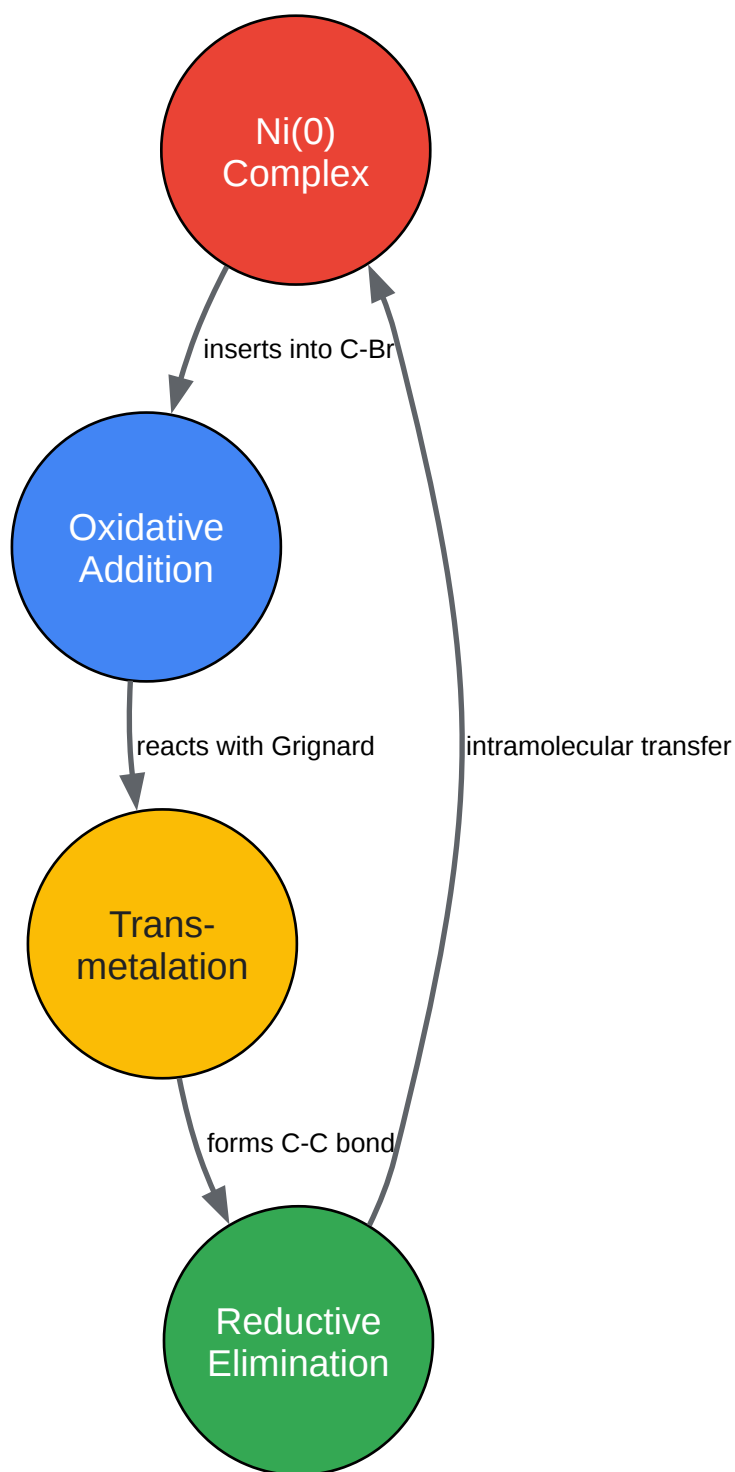 Ni(0)
Complex
inserts into C-Br
Oxidative
Addition
reacts with Grignard
intramolecular transfer
Trans-
metalation
forms C-C bond
Reductive
Elimination